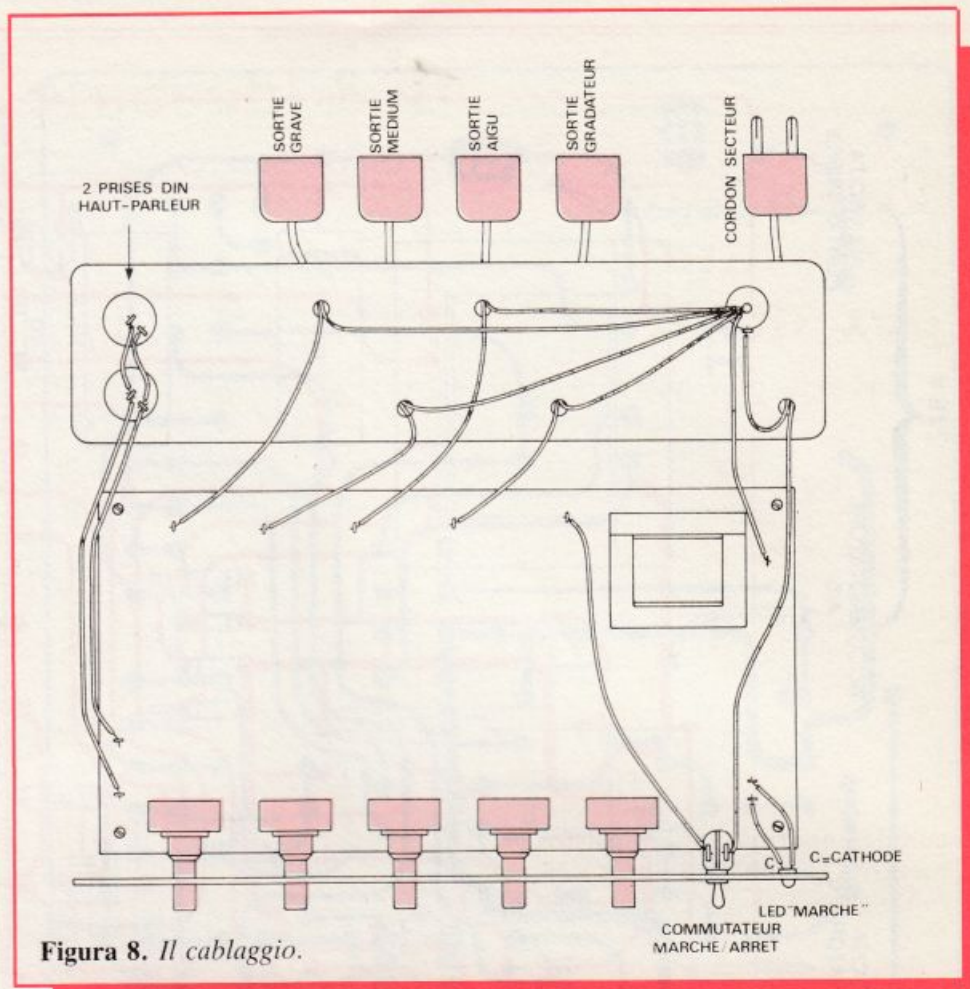 SORTIE
GRAVE
SORTIE
MEDIUM
SORTIE
AIGU
SORTIE
GRADATEUR
CORDON SECTEUR
2 PRISES DIN
HAUT-PARLEUR
C
C=CATHODE
LED "MARCHE"
COMMUTATEUR
MARCHE/ARRET
Figura 8. Il cablaggio.